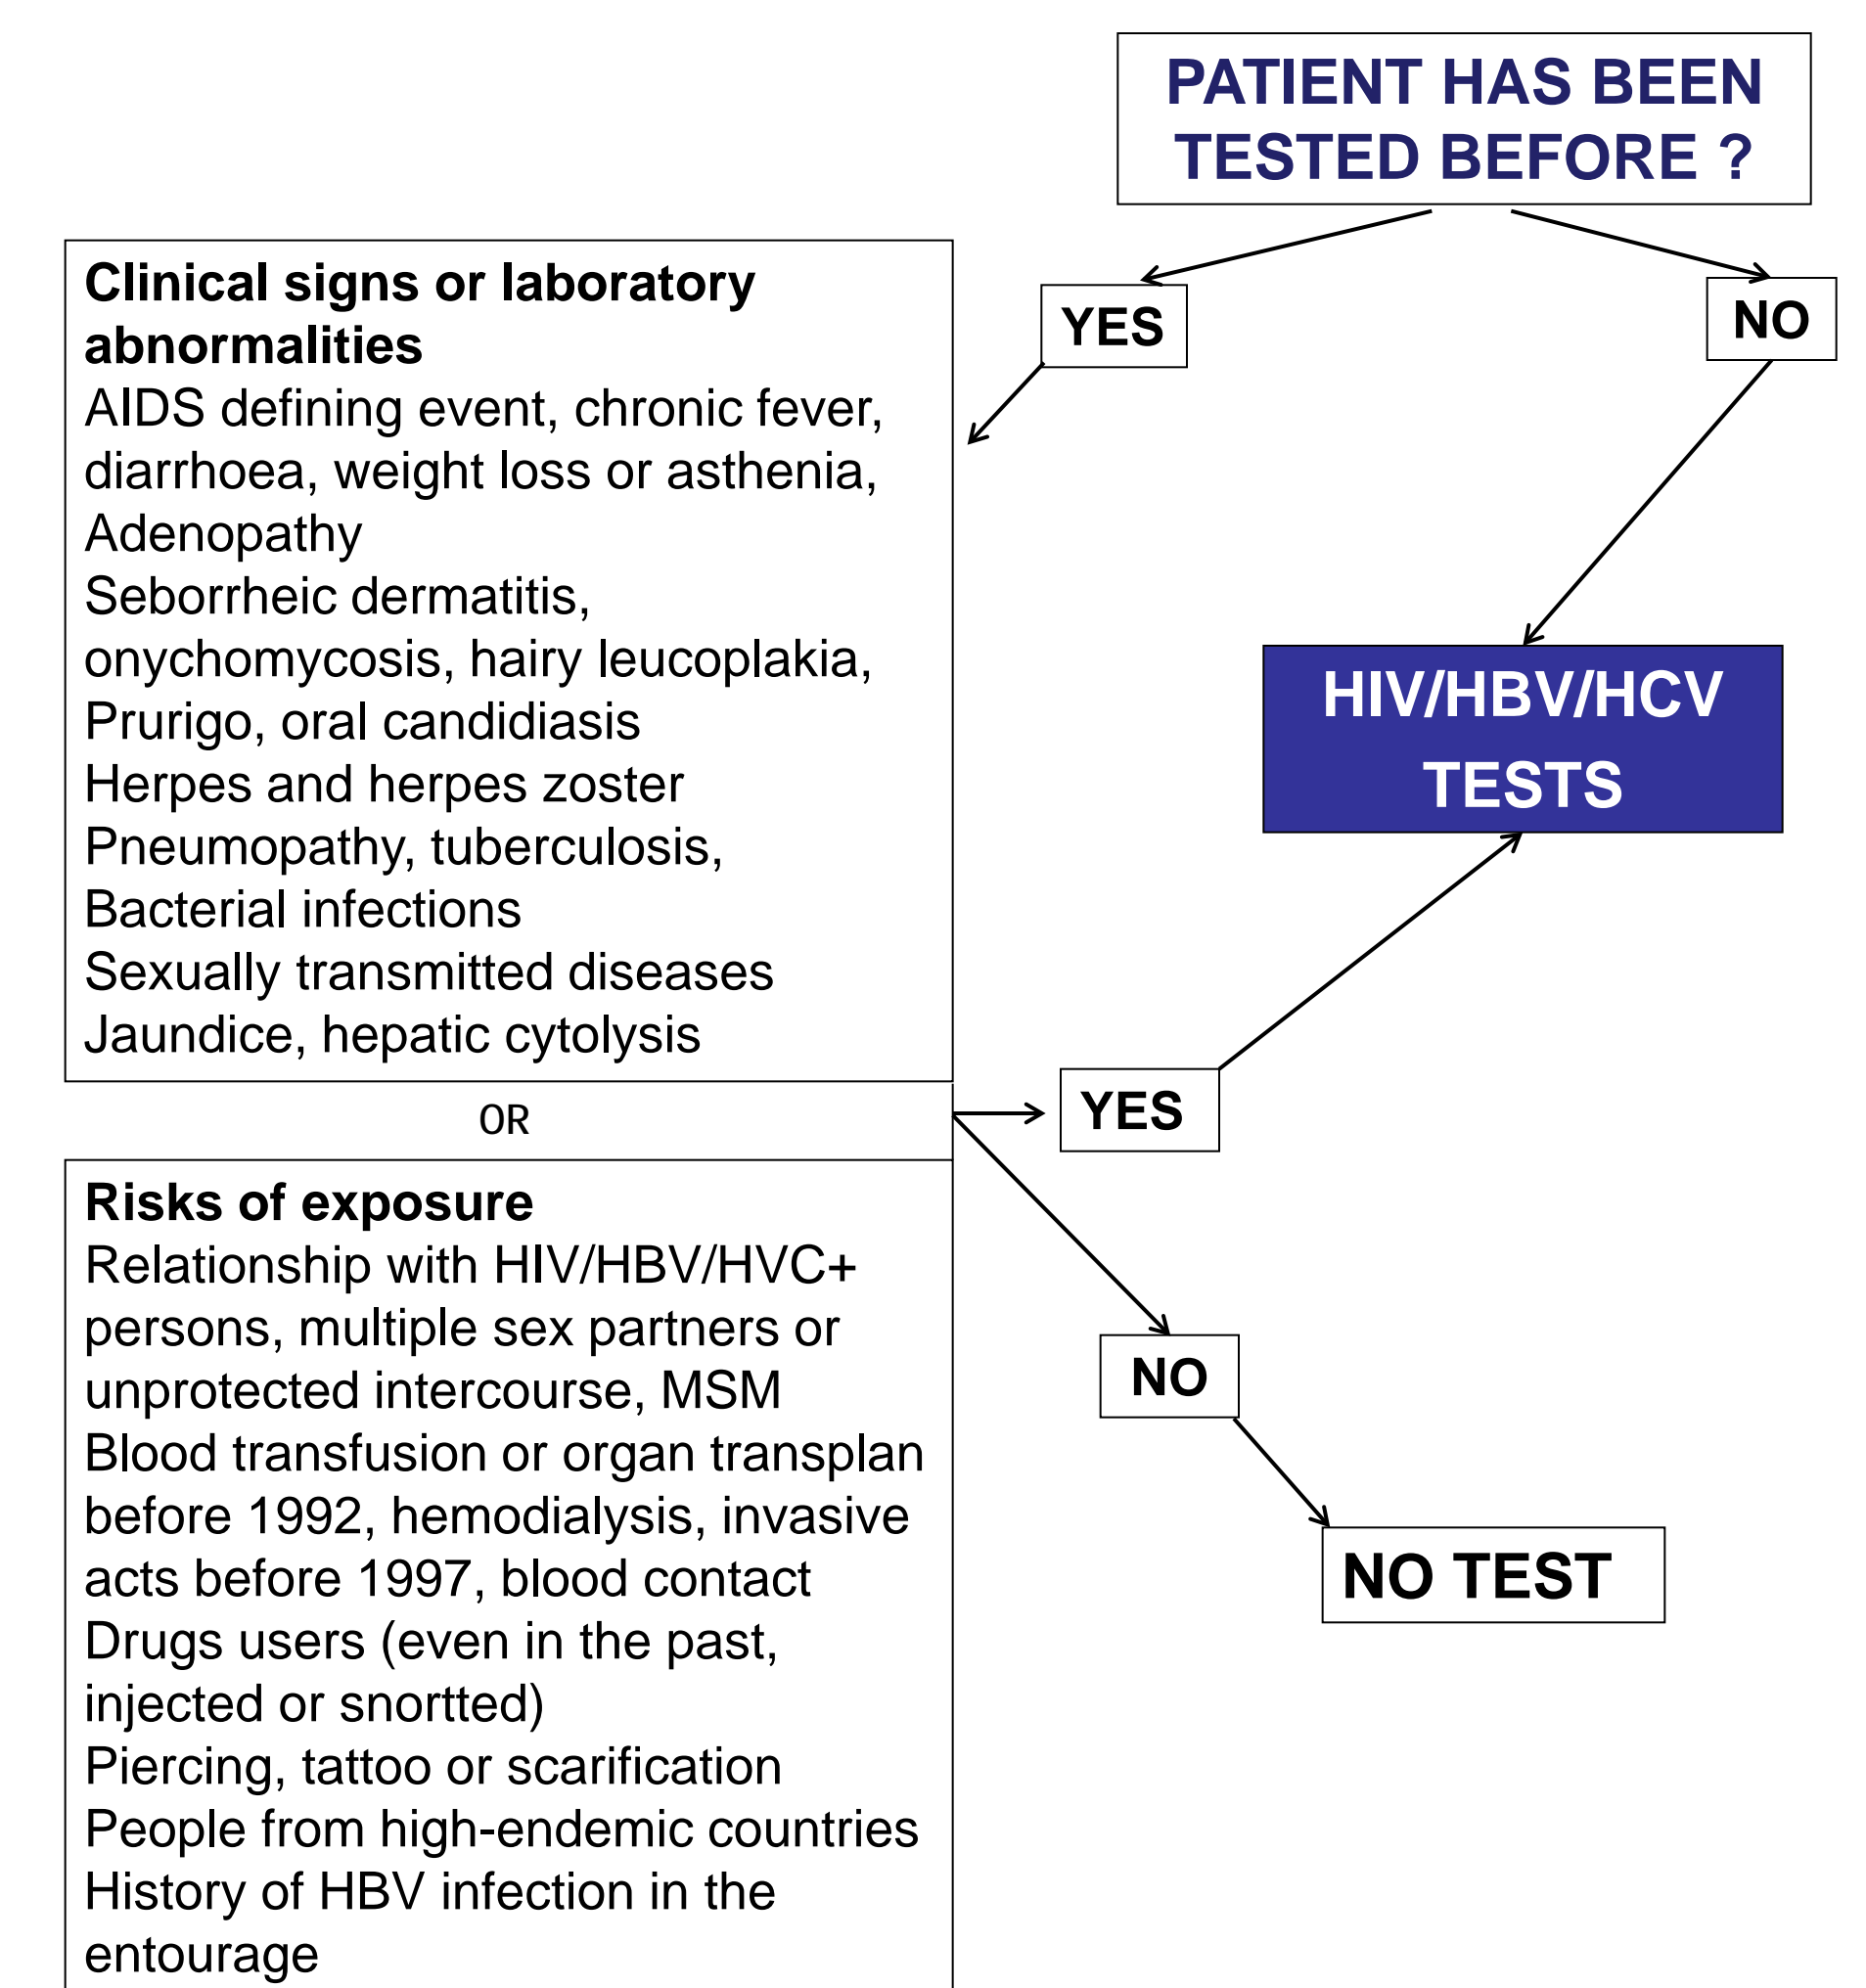 PATIENT HAS BEEN
TESTED BEFORE ?
YES
NO
Clinical signs or laboratory
abnormalities
AIDS defining event, chronic fever,
diarrhoea, weight loss or asthenia,
Adenopathy
Seborrheic dermatitis,
onychomycosis, hairy leucoplakia,
Prurigo, oral candidiasis
Herpes and herpes zoster
Pneumopathy, tuberculosis,
Bacterial infections
Sexually transmitted diseases
Jaundice, hepatic cytolysis
HIV/HBV/HCV
TESTS
OR
YES
Risks of exposure
Relationship with HIV/HBV/HVC+
persons, multiple sex partners or
unprotected intercourse, MSM
Blood transfusion or organ transplan
before 1992, hemodialysis, invasive
acts before 1997, blood contact
Drugs users (even in the past,
injected or snortted)
Piercing, tattoo or scarification
People from high-endemic countries
History of HBV infection in the
entourage
NO
NO TEST